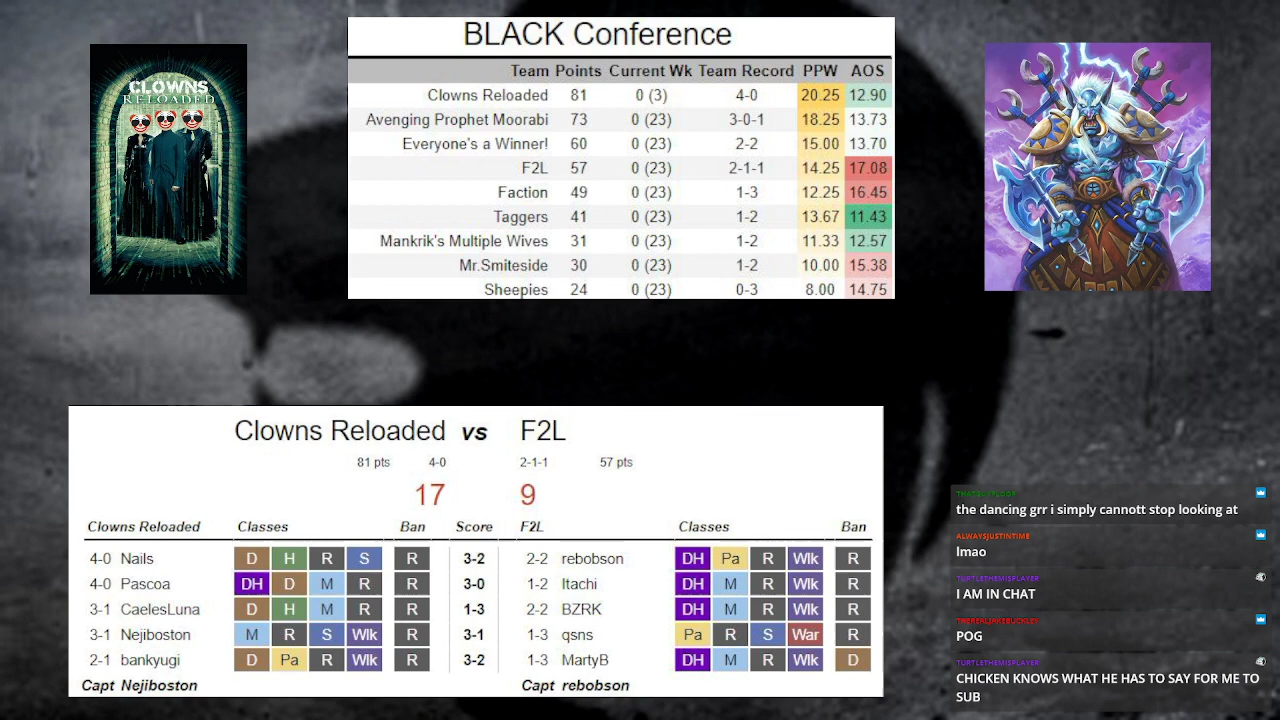 CLOWNS
RELOADED
BLACK Conference
Team Points Current Wk Team Record PPW AOS
Clowns Reloaded 81 0 (3) 4-0 20.25 12.90
Avenging Prophet Moorabi 73 0 (23) 3-0-1 18.25 13.73
Everyone's a Winner! 60 0 (23) 2-2 15.00 13.70
F2L 57 0 (23) 2-1-1 14.25 17.08
Faction 49 0 (23) 1-3 12.25 16.45
Taggers 41 0 (23) 1-2 13.67 11.43
Mankrik's Multiple Wives 31 0 (23) 1-2 11.33 12.57
Mr.Smiteside 30 0 (23) 1-2 10.00 15.38
Sheepies 24 0 (23) 0-3 8.00 14.75
Clowns Reloaded vs F2L
81 pts 4-0 2-1-1 57 pts
17 9
Clowns Reloaded Classes Ban Score F2L Classes Ban
4-0 Nails D H R S R 3-2 2-2 rebobson DH Pa R Wlk R
4-0 Pascoa DH D M R R 3-0 1-2 Itachi DH M R Wlk R
3-1 CaelesLuna D H M R R 1-3 2-2 BZRK DH M R Wlk R
3-1 Nejiboston M R S Wlk R 3-1 1-3 qsns Pa R S War R
2-1 bankyugi D Pa R Wlk R 3-2 1-3 MartyB DH M R Wlk D
Capt Nejiboston Capt rebobson
the dancing grr i simply cannott stop looking at
ALWAYSJUSTINTIME
lmao
TURTLETHEMISPLAYER
I AM IN CHAT
POG
TURTLETHEMISPLAYER
CHICKEN KNOWS WHAT HE HAS TO SAY FOR ME TO
SUB